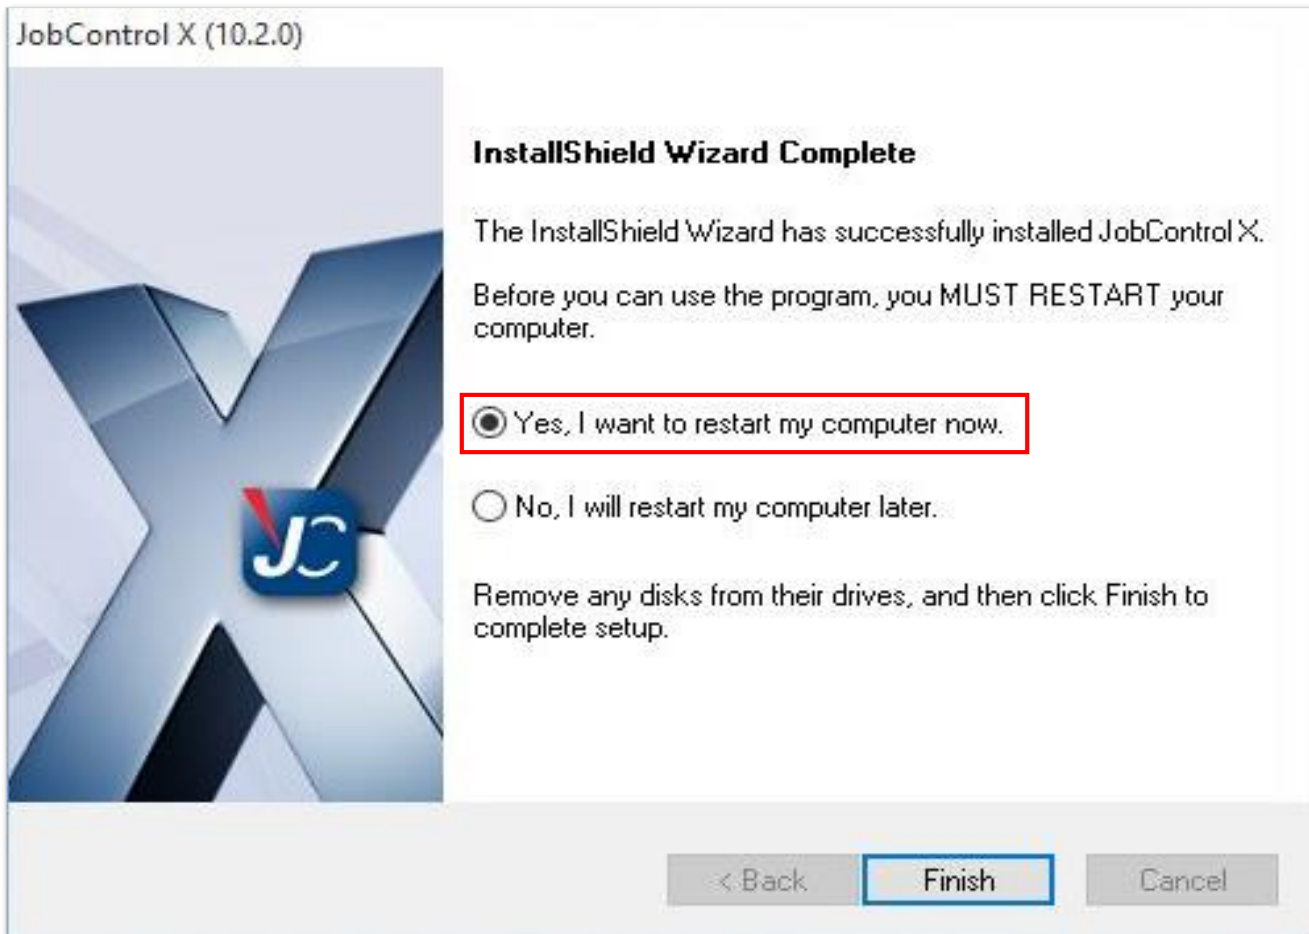 JobControl X (10.2.0)
InstallShield Wizard Complete
The InstallShield Wizard has successfully installed JobControl X.
Before you can use the program, you MUST RESTART your
computer.
Yes, I want to restart my computer now.
No, I will restart my computer later.
JC
Remove any disks from their drives, and then click Finish to
complete setup.
< Back
Finish
Cancel